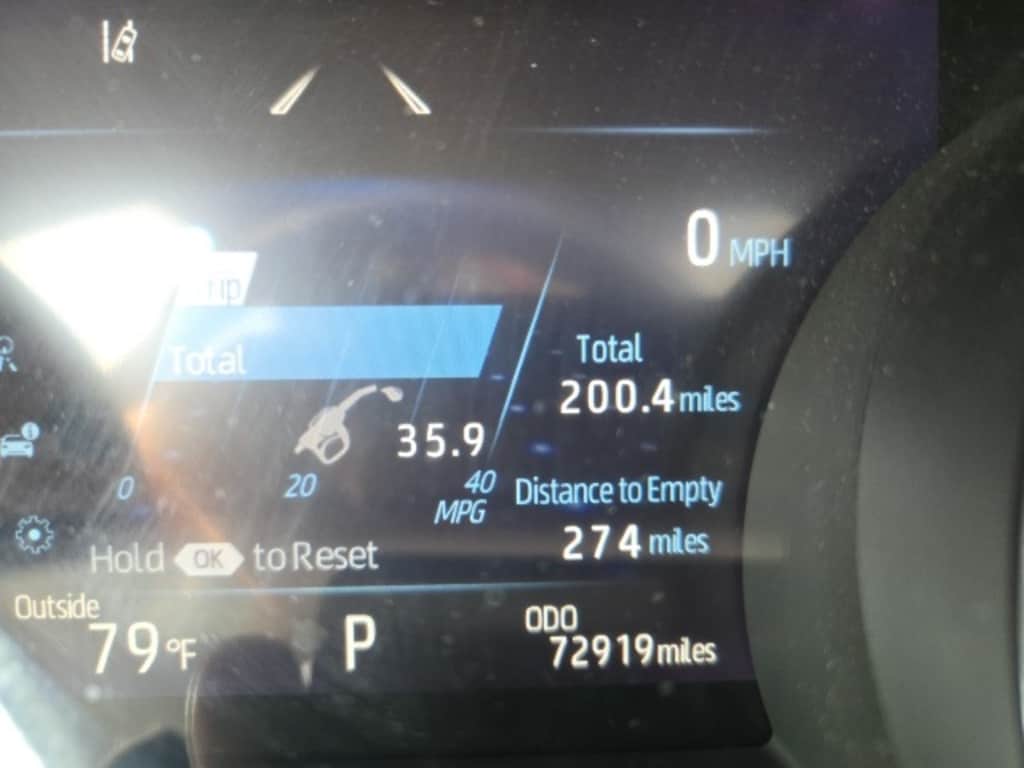 0 MPH
Total
Total
200.4 miles
35.9
0 20 40
MPG
Distance to Empty
274 miles
Hold OK to Reset
Outside
79°F
P
ODO
72919 miles